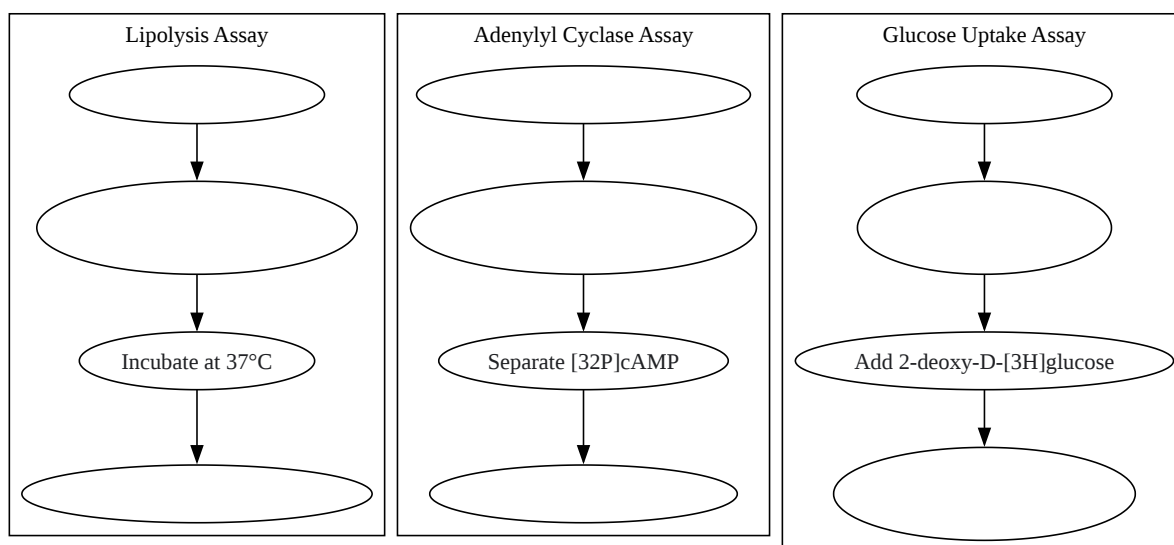 Lipolysis Assay
Adenylyl Cyclase Assay
Glucose Uptake Assay
Incubate at 37°C
Separate [32P]cAMP
Add 2-deoxy-D-[3H]glucose